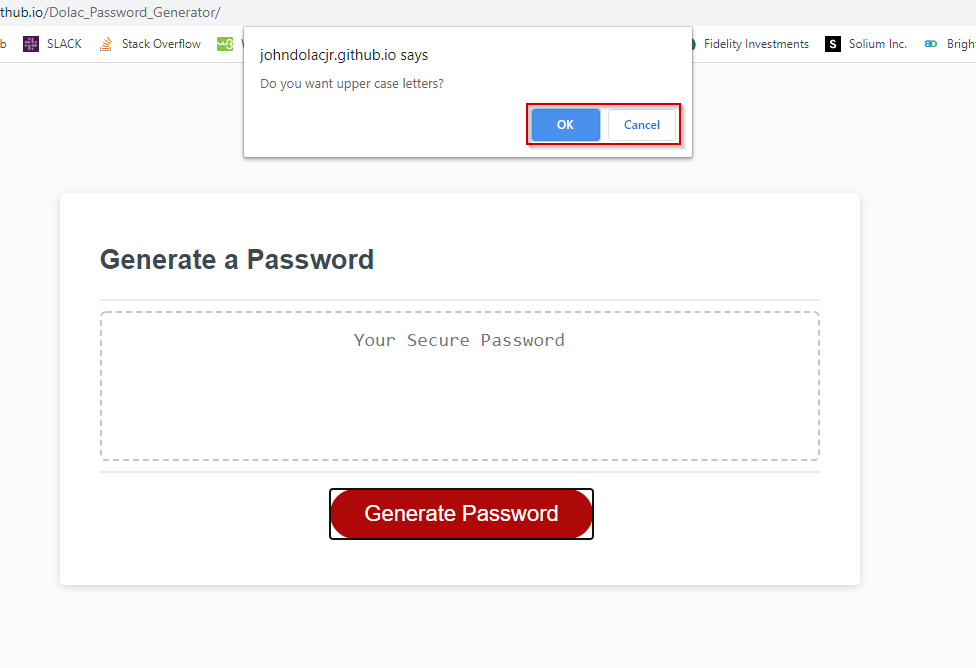 thub.io/Dolac_Password_Generator/
b SLACK Stack Overflow Fidelity Investments S Solium Inc.
johndolacjr.github.io says
Do you want upper case letters?
OK Cancel
Generate a Password
Your Secure Password
Generate Password